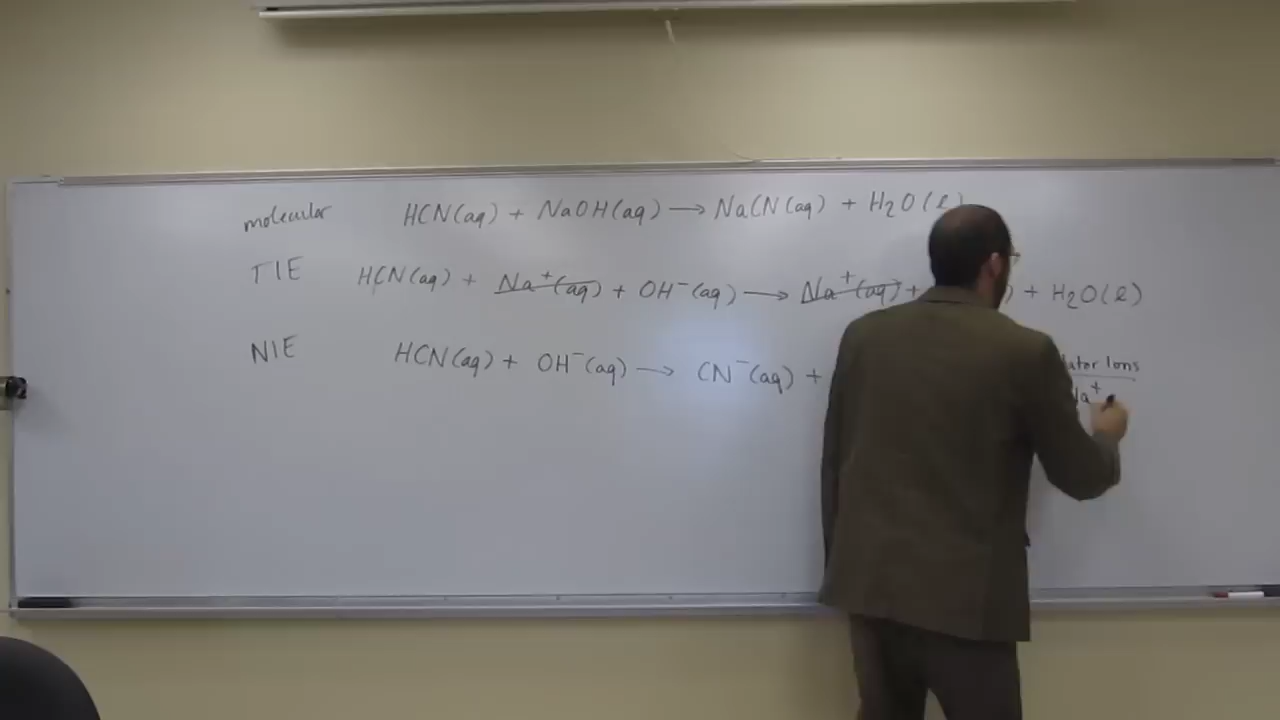 molecular HCN(aq) + NaOH(aq) → NaCN(aq) + H₂O(l)
TIE HCN(aq) + Na⁺(aq) + OH⁻(aq) → Na⁺(aq) + ) + H₂O(l)
NIE HCN(aq) + OH⁻(aq) → CN⁻(aq) +
Ions